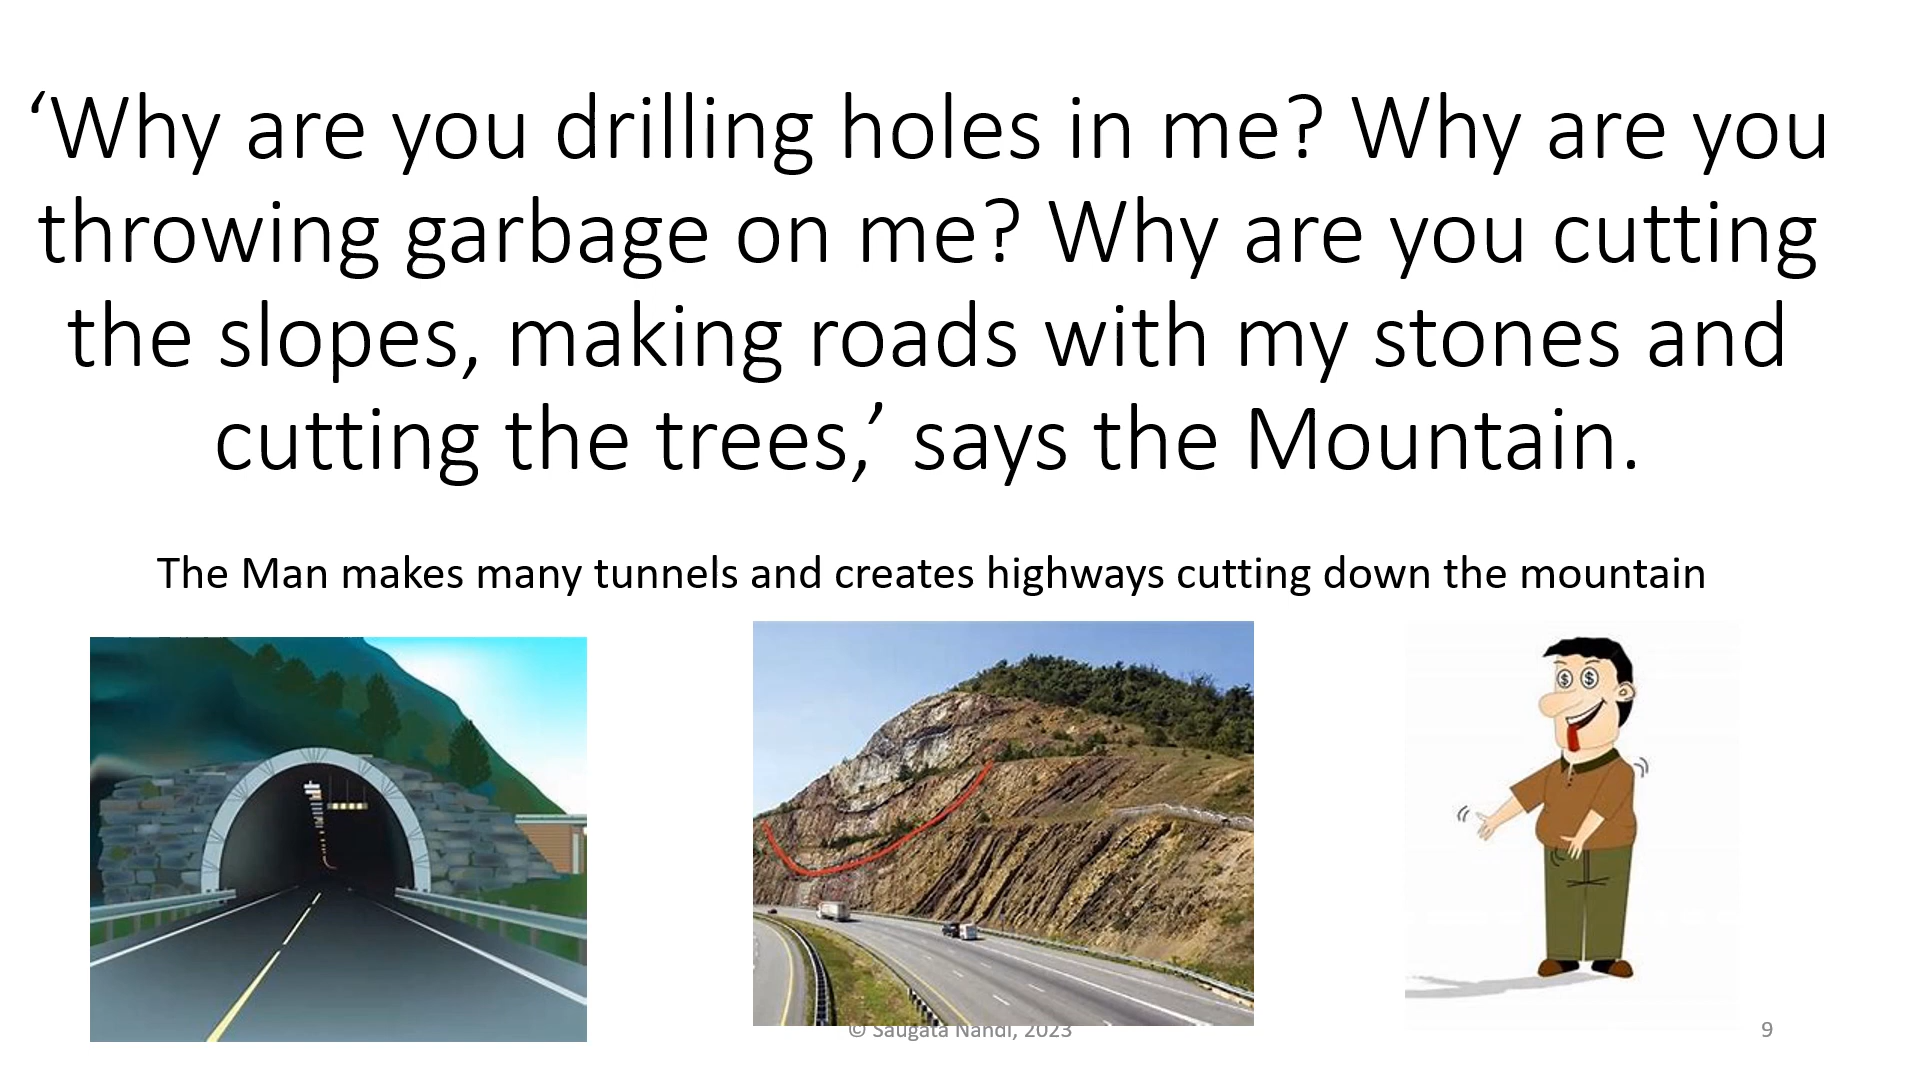 ‘Why are you drilling holes in me? Why are you
throwing garbage on me? Why are you cutting
the slopes, making roads with my stones and
cutting the trees,’ says the Mountain.
The Man makes many tunnels and creates highways cutting down the mountain
$ $
© Saugata Nandi, 2023
9